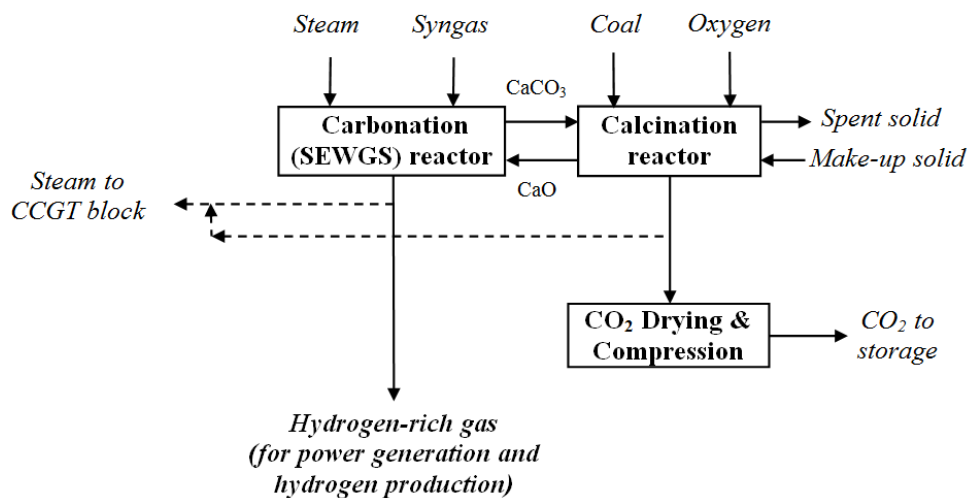 Steam
Syngas
Coal
Oxygen
CaCO3
Carbonation
(SEWGS) reactor
Calcination
reactor
Spent solid
Make-up solid
CaO
Steam to
CCGT block
CO2 Drying &
Compression
CO2 to
storage
Hydrogen-rich gas
(for power generation and
hydrogen production)